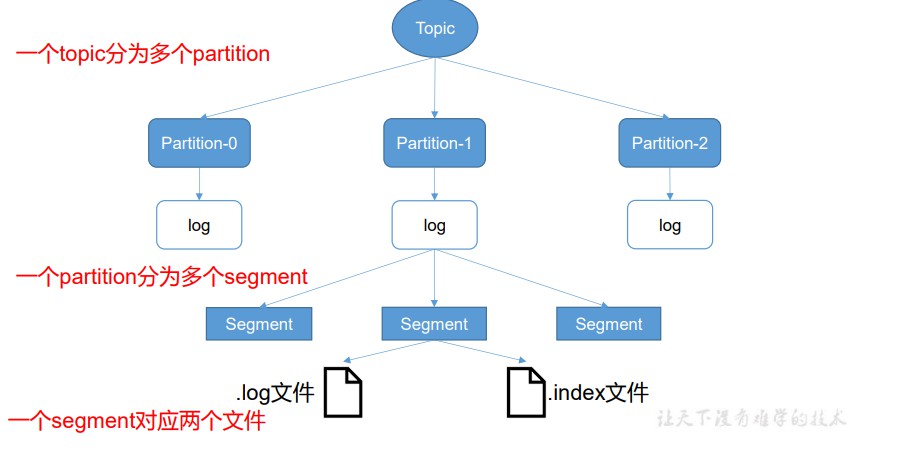 Topic
一个topic分为多个partition
Partition-0
Partition-1
Partition-2
log
log
log
一个partition分为多个segment
Segment
Segment
Segment
.log文件
.index文件
一个segment对应两个文件
让天下没有难学的技术